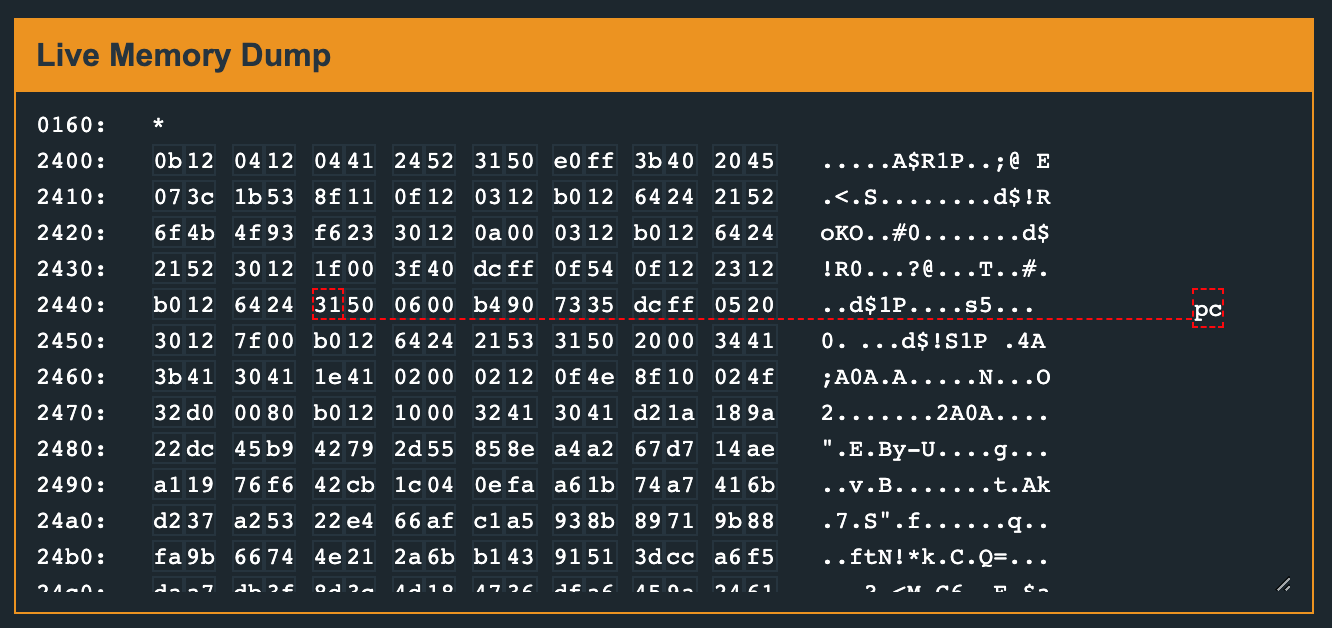 Live Memory Dump
0160: *
2400: 0b12 0412 0441 2452 3150 e0ff 3b40 2045 .....A$R1P..;@ E
2410: 073c 1b53 8f11 0f12 0312 b012 6424 2152 .<.S........d$!R
2420: 6f4b 4f93 f623 3012 0a00 0312 b012 6424 oKO..#0.......d$
2430: 2152 3012 1f00 3f40 dcff 0f54 0f12 2312 !R0...?@...T..#.
2440: b012 6424 3150 0600 b490 7335 dcff 0520 ..d$1P....s5... pc
2450: 3012 7f00 b012 6424 2153 3150 2000 3441 0. ...d$!S1P .4A
2460: 3b41 3041 1e41 0200 0212 0f4e 8f10 024f ;A0A.A.....N...O
2470: 32d0 0080 b012 1000 3241 3041 d21a 189a 2.......2A0A....
2480: 22dc 45b9 4279 2d55 858e a4a2 67d7 14ae ".E.By-U....g...
2490: a119 76f6 42cb 1c04 0efa a61b 74a7 416b ..v.B.......t.Ak
24a0: d237 a253 22e4 66af c1a5 938b 8971 9b88 .7.S".f......q..
24b0: fa9b 6674 4e21 2a6b b143 9151 3dcc a6f5 ..ftN!*k.C.Q=...